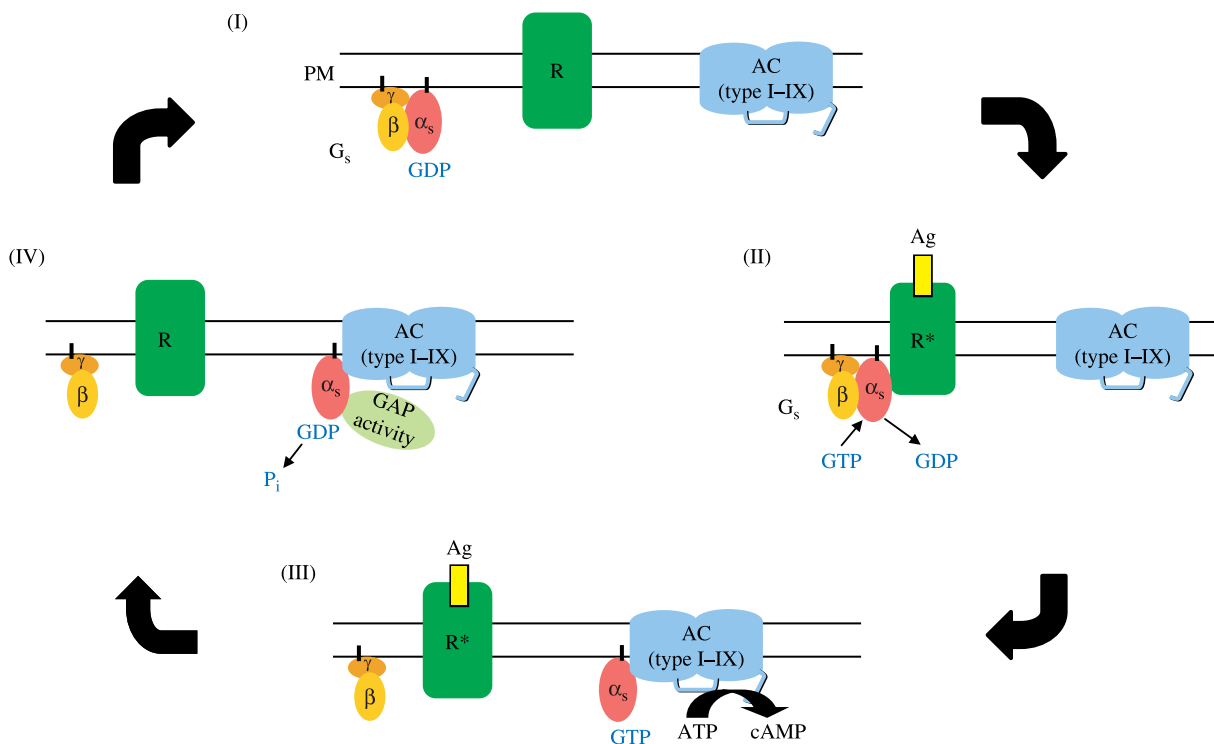 (I)
PM
R
AC
(type I–IX)
γ
β
αs
Gs
GDP
(II)
Ag
R*
AC
(type I–IX)
γ
β
αs
Gs
GTP
GDP
(III)
Ag
R*
AC
(type I–IX)
γ
β
αs
GTP
ATP
cAMP
(IV)
R
AC
(type I–IX)
γ
β
αs
GAP
activity
GDP
Pi